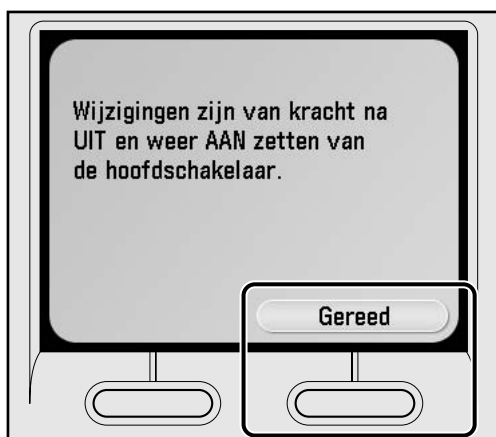 Wijzigingen zijn van kracht na
UIT en weer AAN zetten van
de hoofdschakelaar.
Gereed